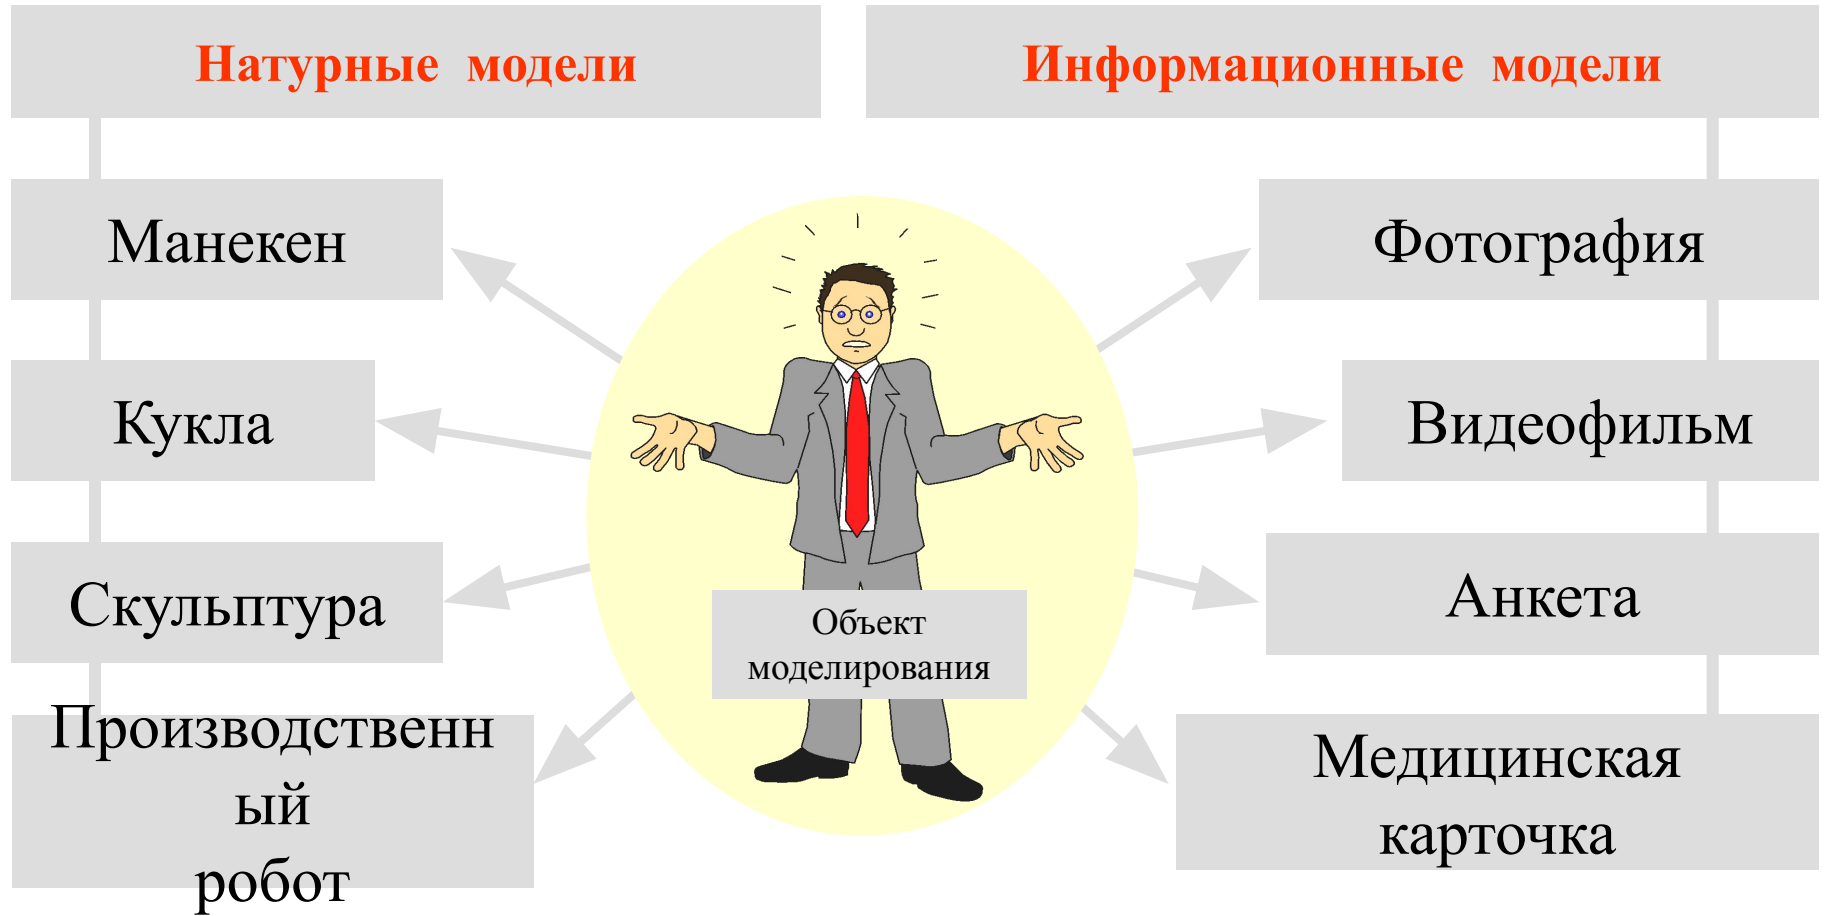 Натурные модели
Информационные модели
Манекен
Кукла
Скульптура
Производственн
ый
робот
Объект
моделирования
Фотография
Видеофильм
Анкета
Медицинская
карточка